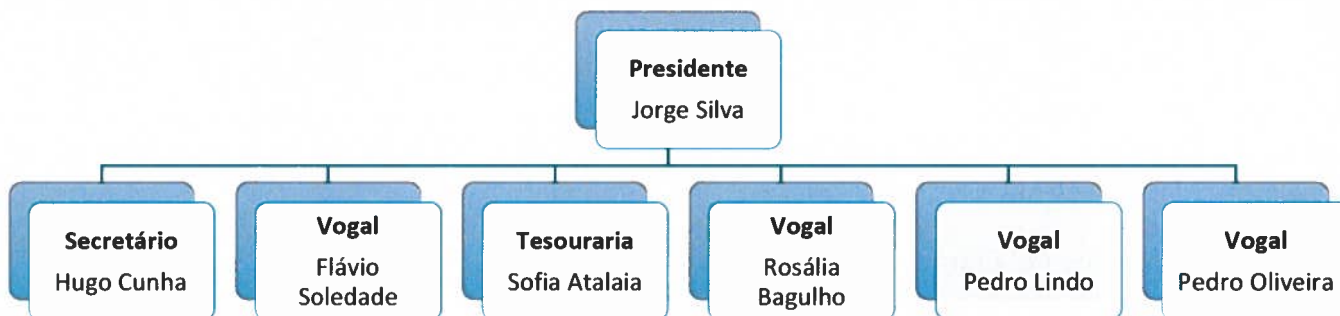 Presidente
Jorge Silva
Secretário
Hugo Cunha
Vogal
Flávio
Soledade
Tesouraria
Sofia Atalaia
Vogal
Rosália
Bagulho
Vogal
Pedro Lindo
Vogal
Pedro Oliveira